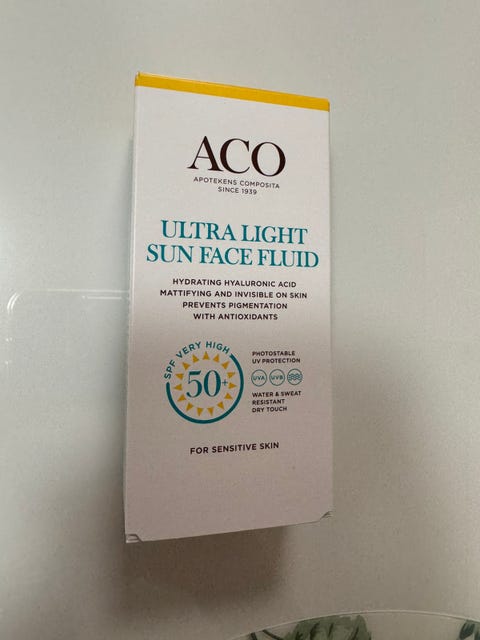 ACO
APOTEKENS COMPOSITA
SINCE 1939
ULTRA LIGHT
SUN FACE FLUID
HYDRATING HYALURONIC ACID
MATTIFYING AND INVISIBLE ON SKIN
PREVENTS PIGMENTATION
WITH ANTIOXIDANTS
SPF VERY HIGH
50+
PHOTOSTABLE
UV PROTECTION
UVA UVB
WATER & SWEAT
RESISTANT
DRY TOUCH
FOR SENSITIVE SKIN